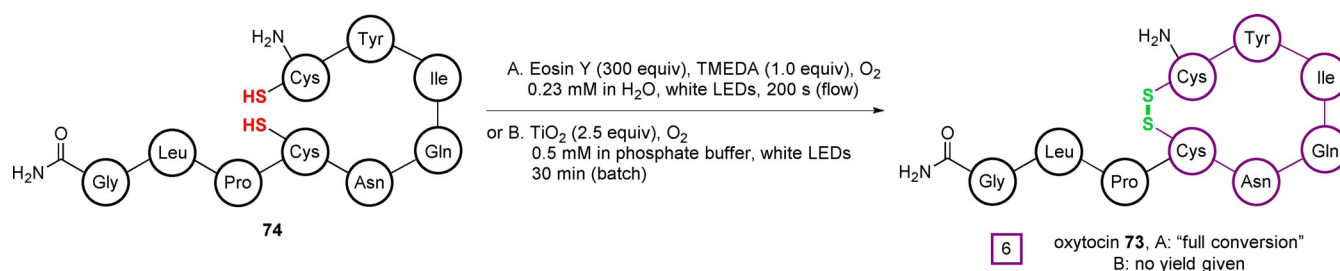 H₂N
Tyr
Cys
Ile
HS
HS
O
H₂N
Gly
Leu
Pro
Cys
Asn
Gln
74
A. Eosin Y (300 equiv), TMEDA (1.0 equiv), O₂
0.23 mM in H₂O, white LEDs, 200 s (flow)
or B. TiO₂ (2.5 equiv), O₂
0.5 mM in phosphate buffer, white LEDs
30 min (batch)
H₂N
Tyr
Cys
Ile
S
S
O
H₂N
Gly
Leu
Pro
Cys
Asn
Gln
6
oxytocin 73, A: “full conversion”
B: no yield given